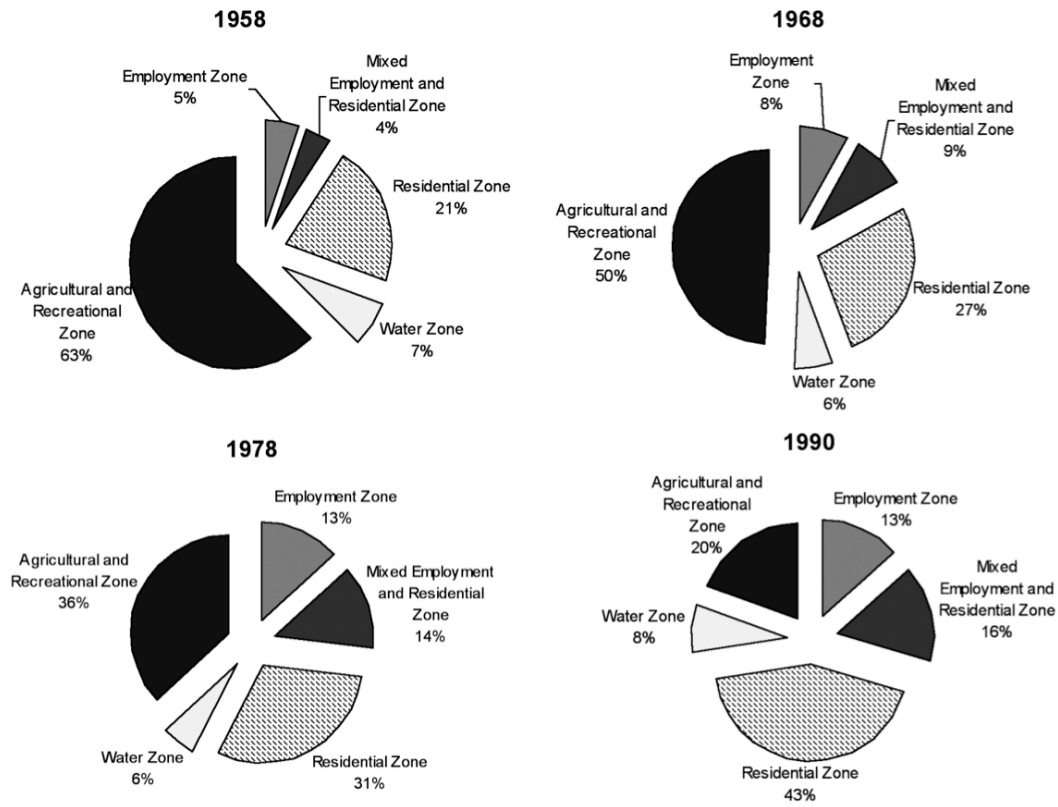 1958
Employment Zone
5%
Mixed
Employment and
Residential Zone
4%
Residential Zone
21%
Water Zone
7%
Agricultural and
Recreational
Zone
63%
1968
Employment
Zone
8%
Mixed
Employment and
Residential Zone
9%
Residential Zone
27%
Water Zone
6%
Agricultural and
Recreational
Zone
50%
1978
Employment Zone
13%
Mixed Employment
and Residential
Zone
14%
Residential Zone
31%
Water Zone
6%
Agricultural and
Recreational Zone
36%
1990
Employment Zone
13%
Mixed
Employment and
Residential Zone
16%
Residential Zone
43%
Water Zone
8%
Agricultural and
Recreational
Zone
20%